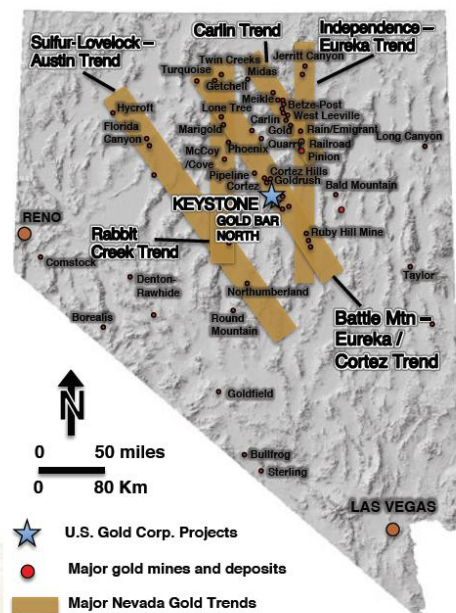 Carlin Trend
Independence –
Eureka Trend
Sulfur-Lovelock –
Austin Trend
Twin Creeks
Jerritt Canyon
Turquoise
Midas
Getchell
Meikle
Betze-Post
Hycroft
Lone Tree
West Leeville
Carlin
Florida
Canyon
Marigold
Gold
Rain/Emigrant
Quarry
Railroad
Long Canyon
McCoy
/Cove
Phoenix
Pinion
Pipeline
Cortez Hills
Goldrush
Cortez
Bald Mountain
KEYSTONE
GOLD BAR
NORTH
RENO
Rabbit
Creek Trend
Ruby Hill Mine
Comstock
Denton-
Rawhide
Taylor
Northumberland
Battle Mtn –
Eureka /
Cortez Trend
Borealis
Round
Mountain
N
Goldfield
0 50 miles
0 80 Km
Bullfrog
Sterling
LAS VEGAS
U.S. Gold Corp. Projects
Major gold mines and deposits
Major Nevada Gold Trends